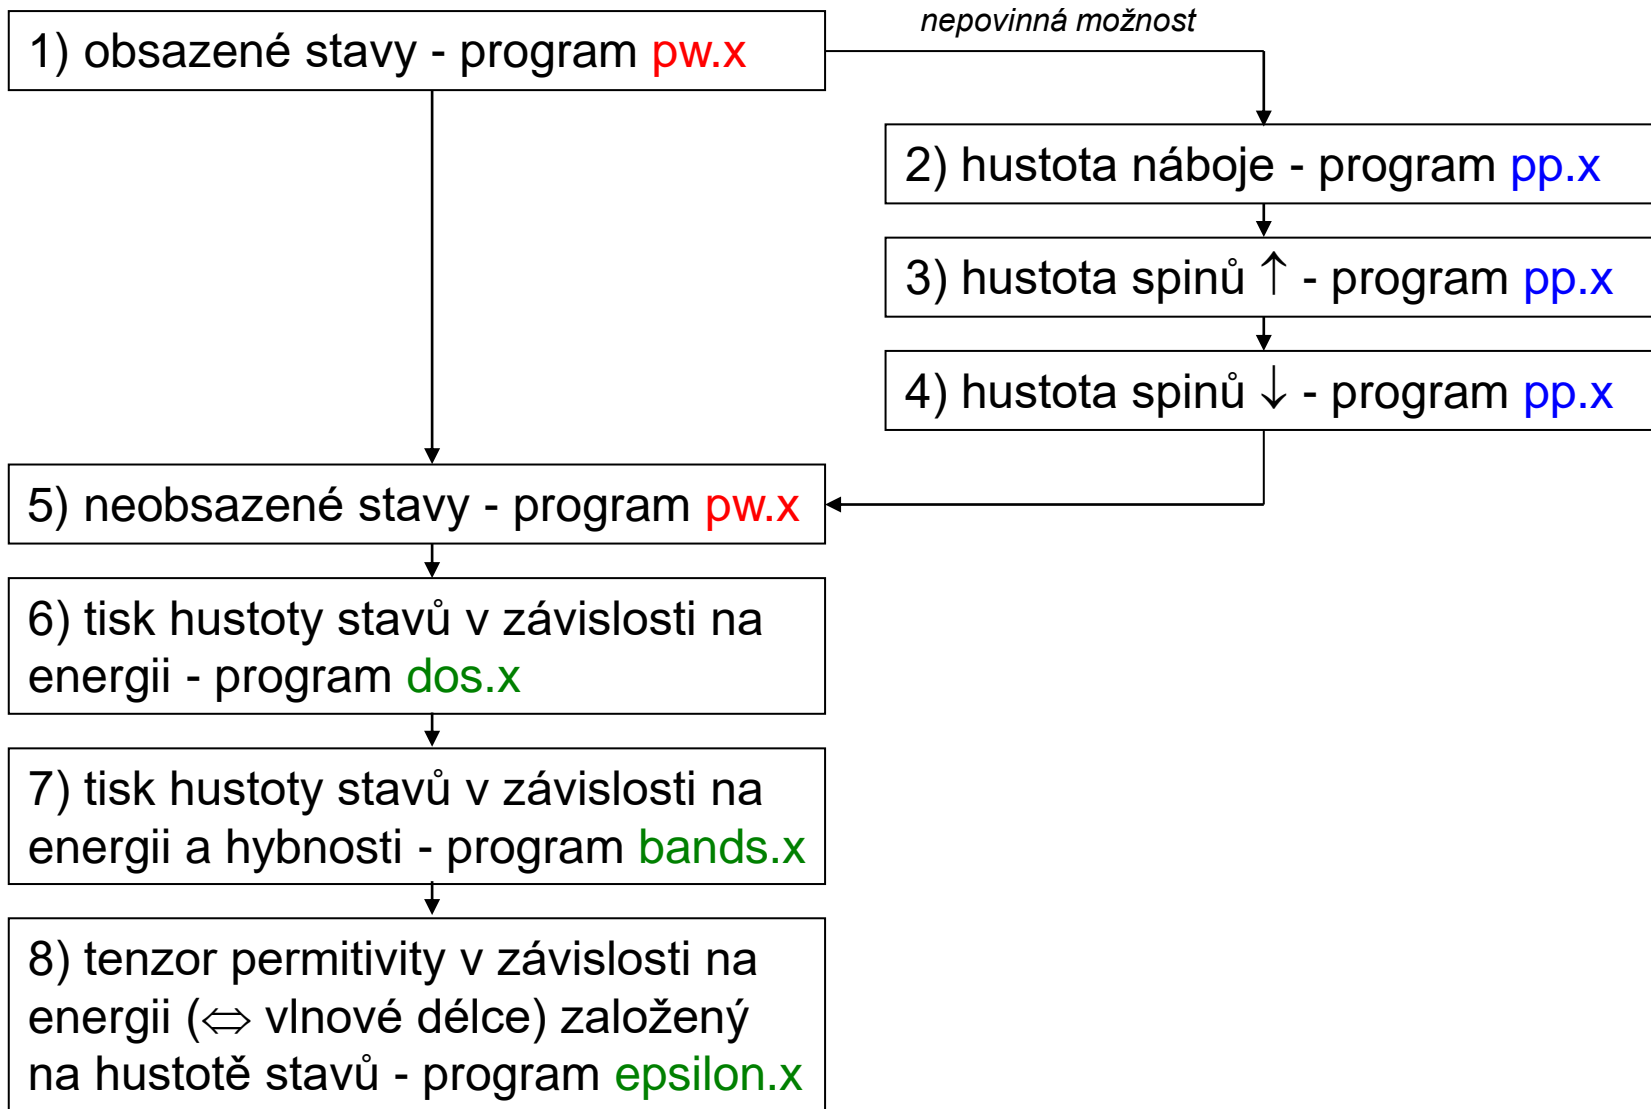 1) obsazené stavy - program pw.x
nepovinná možnost
2) hustota náboje - program pp.x
3) hustota spinů ↑ - program pp.x
4) hustota spinů ↓ - program pp.x
5) neobsazené stavy - program pw.x
6) tisk hustoty stavů v závislosti na
energii - program dos.x
7) tisk hustoty stavů v závislosti na
energii a hybnosti - program bands.x
8) tenzor permitivity v závislosti na
energii (⇔ vlnové délce) založený
na hustotě stavů - program epsilon.x